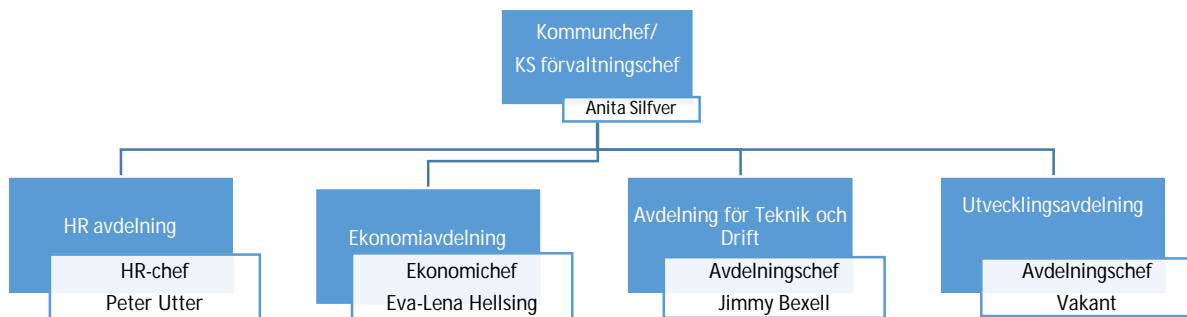 Kommunchef/
KS förvaltningschef
Anita Silfver
HR avdelning
HR-chef
Peter Utter
Ekonomiavdelning
Ekonomichef
Eva-Lena Hellsing
Avdelning för Teknik och
Drift
Avdelningschef
Jimmy Bexell
Utvecklingsavdelning
Avdelningschef
Vakant